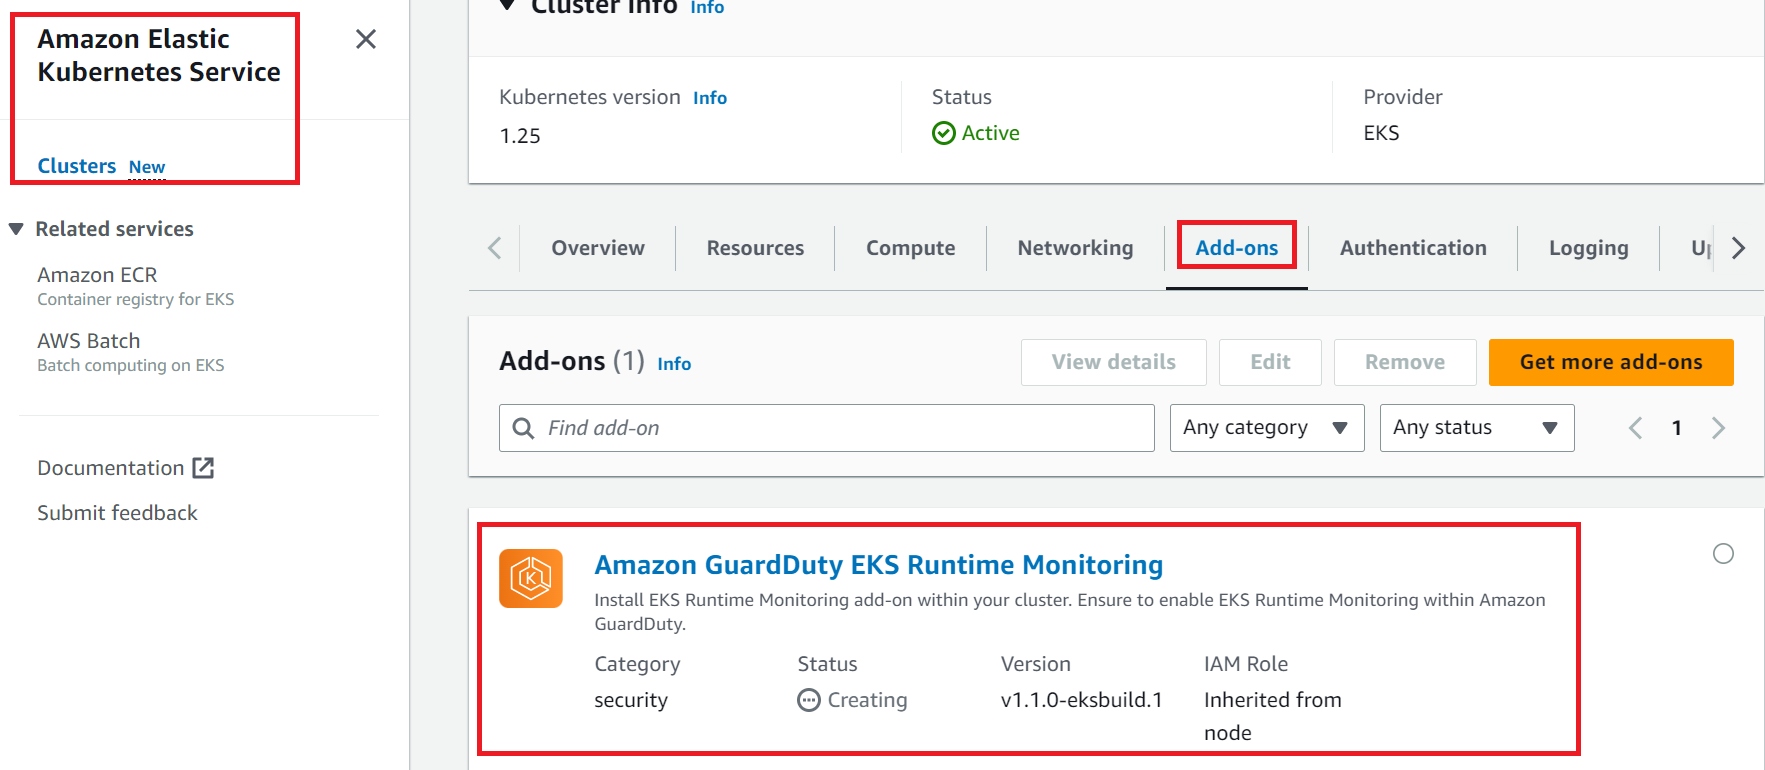 Amazon Elastic
Kubernetes Service
Clusters New
Related services
Amazon ECR
Container registry for EKS
AWS Batch
Batch computing on EKS
Documentation
Submit feedback
Cluster info Info
Kubernetes version Info
1.25
Status
Active
Provider
EKS
Overview
Resources
Compute
Networking
Add-ons
Authentication
Logging
Add-ons (1) Info
View details
Edit
Remove
Get more add-ons
Find add-on
Any category
Any status
1
Amazon GuardDuty EKS Runtime Monitoring
Install EKS Runtime Monitoring add-on within your cluster. Ensure to enable EKS Runtime Monitoring within Amazon
GuardDuty.
Category
security
Status
Creating
Version
v1.1.0-eksbuild.1
IAM Role
Inherited from
node